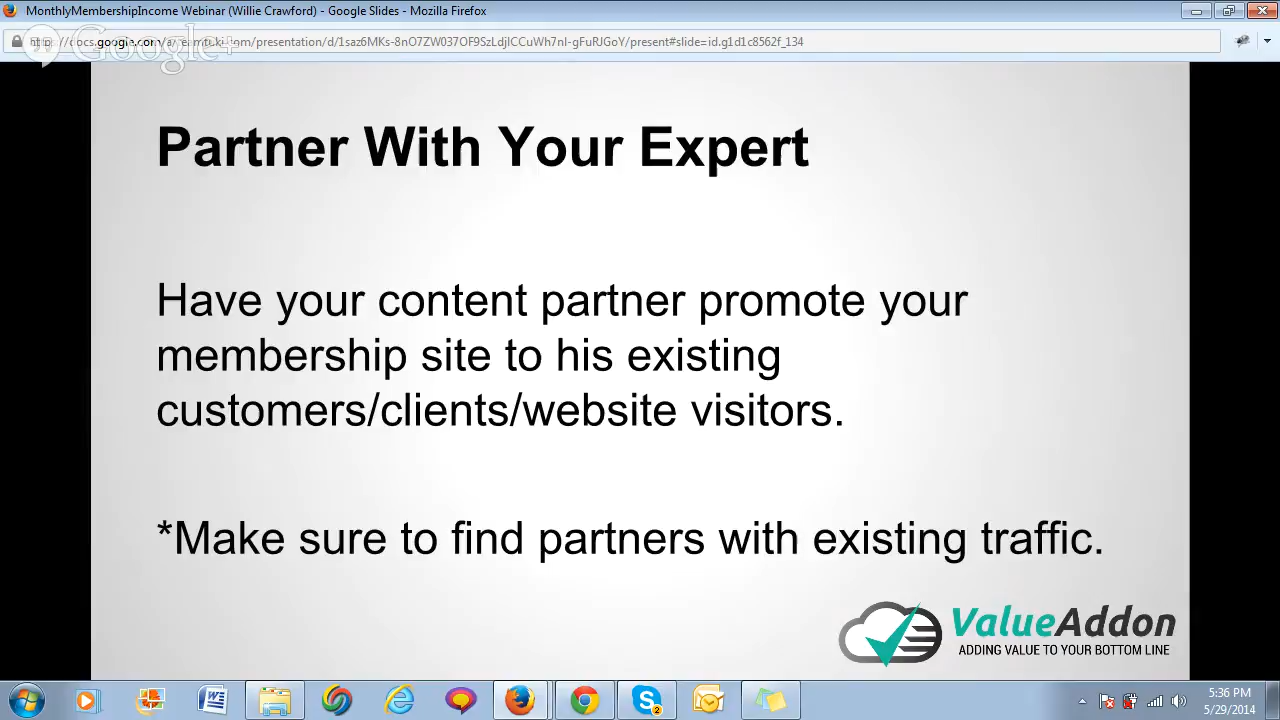 MonthlyMembershipIncome Webinar (Willie Crawford) - Google Slides - Mozilla Firefox
Google+
Partner With Your Expert
Have your content partner promote your
membership site to his existing
customers/clients/website visitors.
*Make sure to find partners with existing traffic.
ValueAddon
ADDING VALUE TO YOUR BOTTOM LINE
2
5:36 PM
5/29/2014